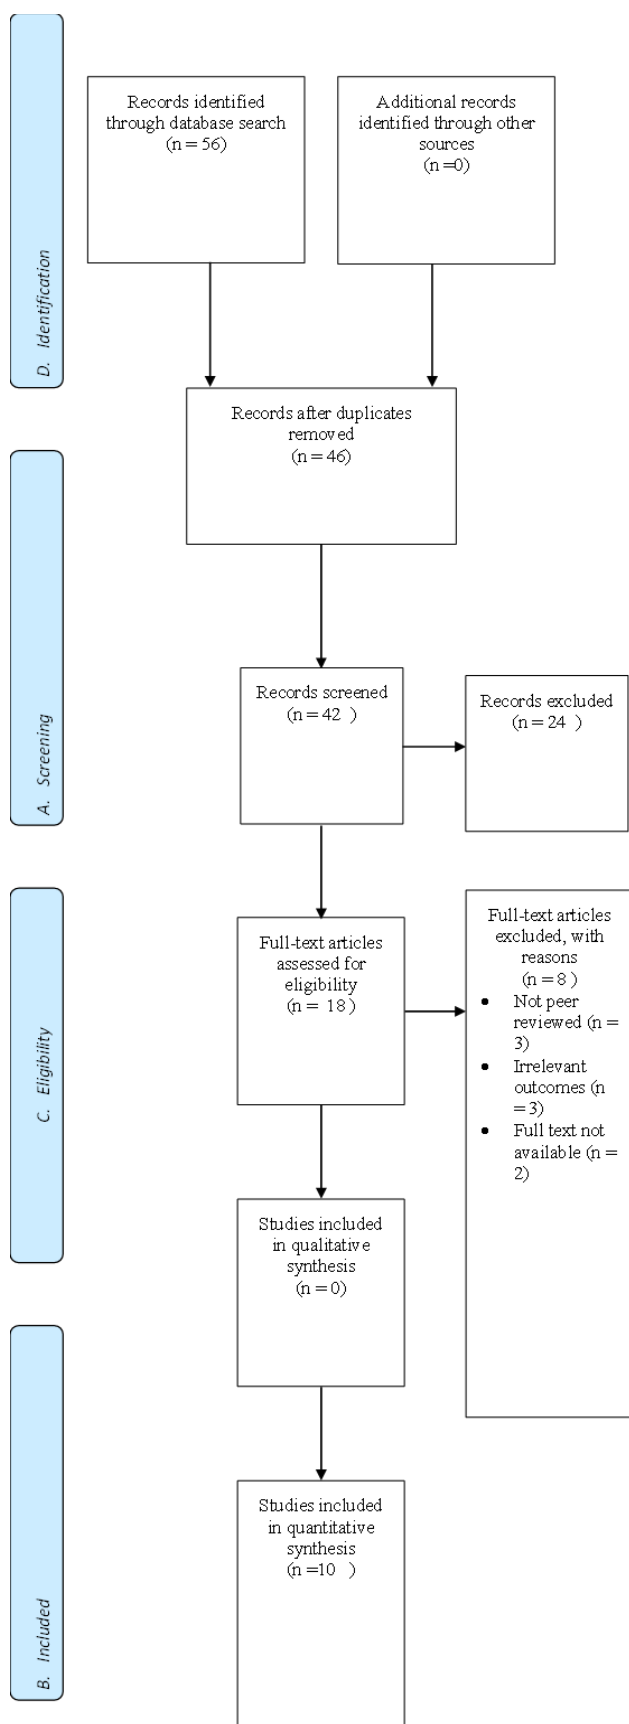 D. Identification
Records identified
through database search
(n = 56)
Additional records
identified through other
sources
(n =0)
Records after duplicates
removed
(n = 46)
A. Screening
Records screened
(n = 42 )
Records excluded
(n = 24 )
C. Eligibility
Full-text articles
assessed for
eligibility
(n = 18 )
Full-text articles
excluded, with
reasons
(n = 8 )
• Not peer
reviewed (n =
3)
• Irrelevant
outcomes (n
= 3)
• Full text not
available (n =
2)
Studies included
in qualitative
synthesis
(n = 0)
B. Included
Studies included
in quantitative
synthesis
(n =10 )